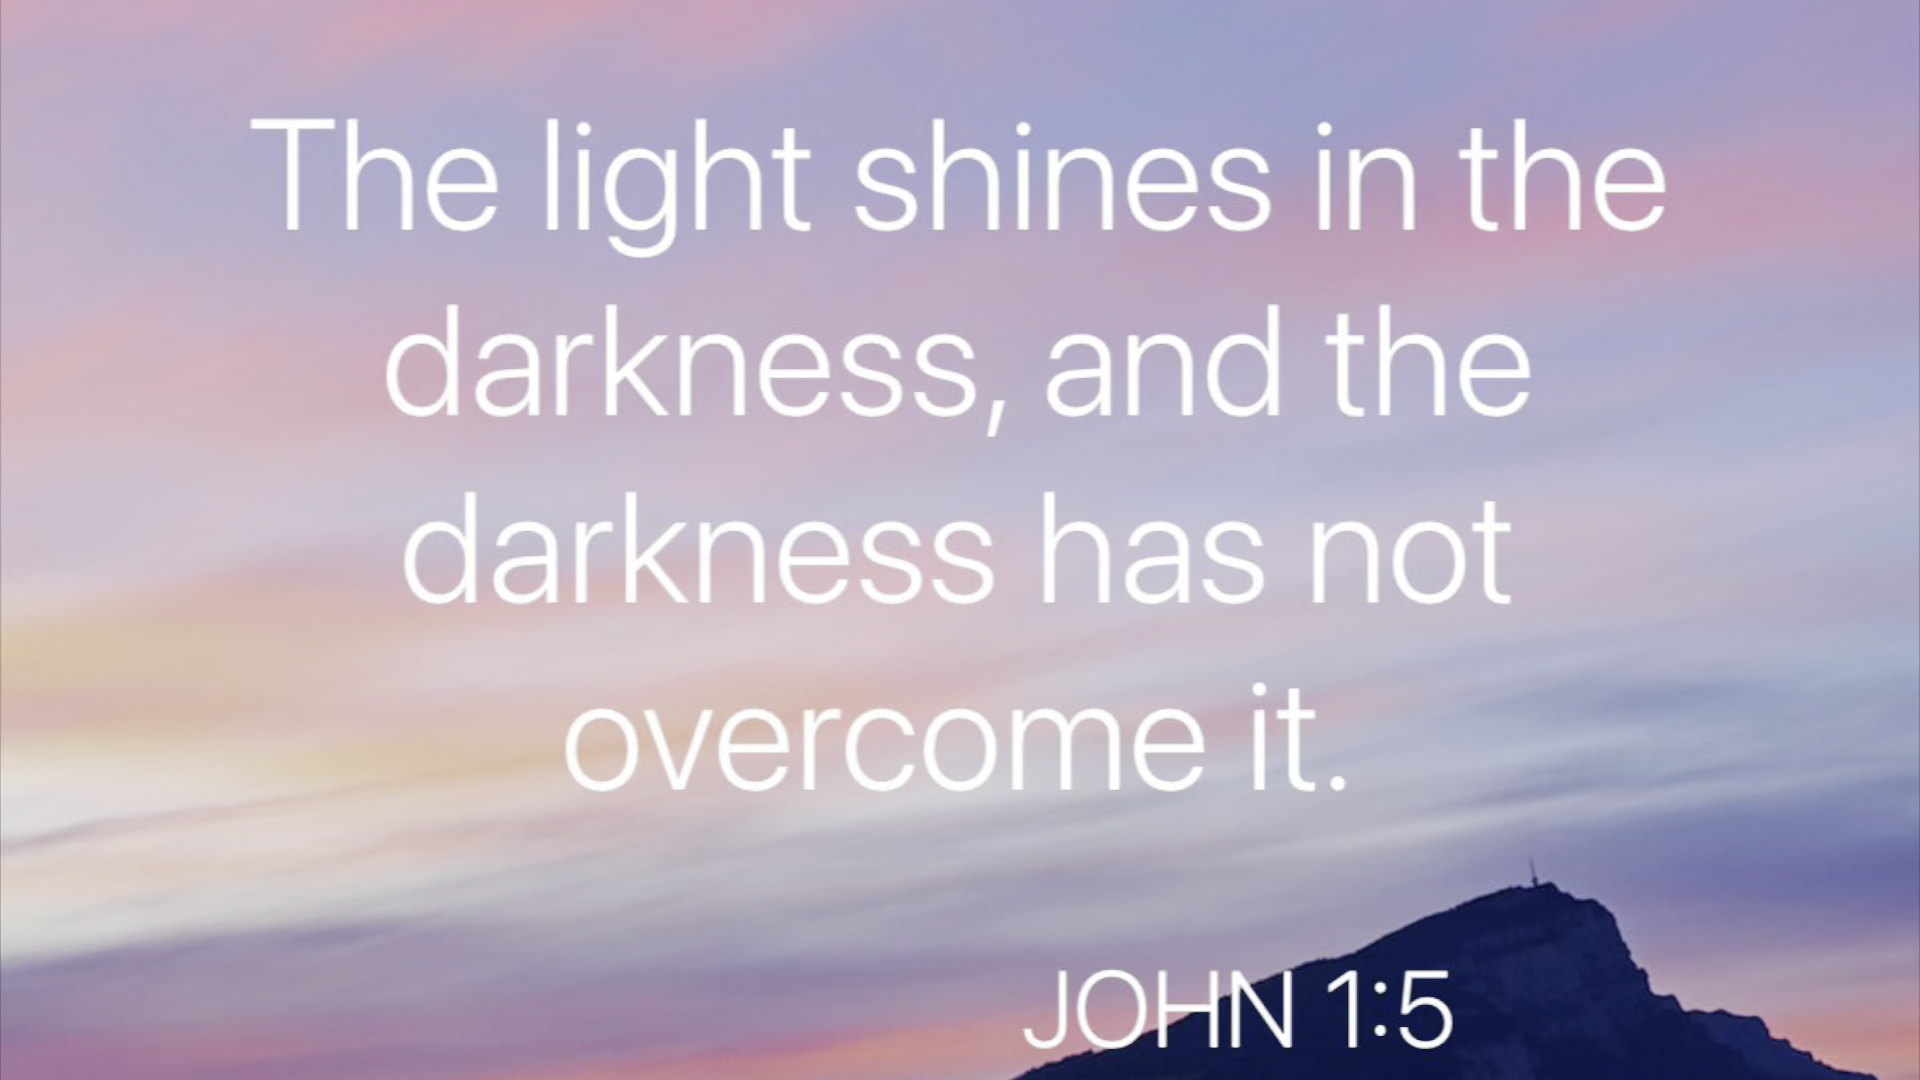 The light shines in the
darkness, and the
darkness has not
overcome it.
JOHN 1:5